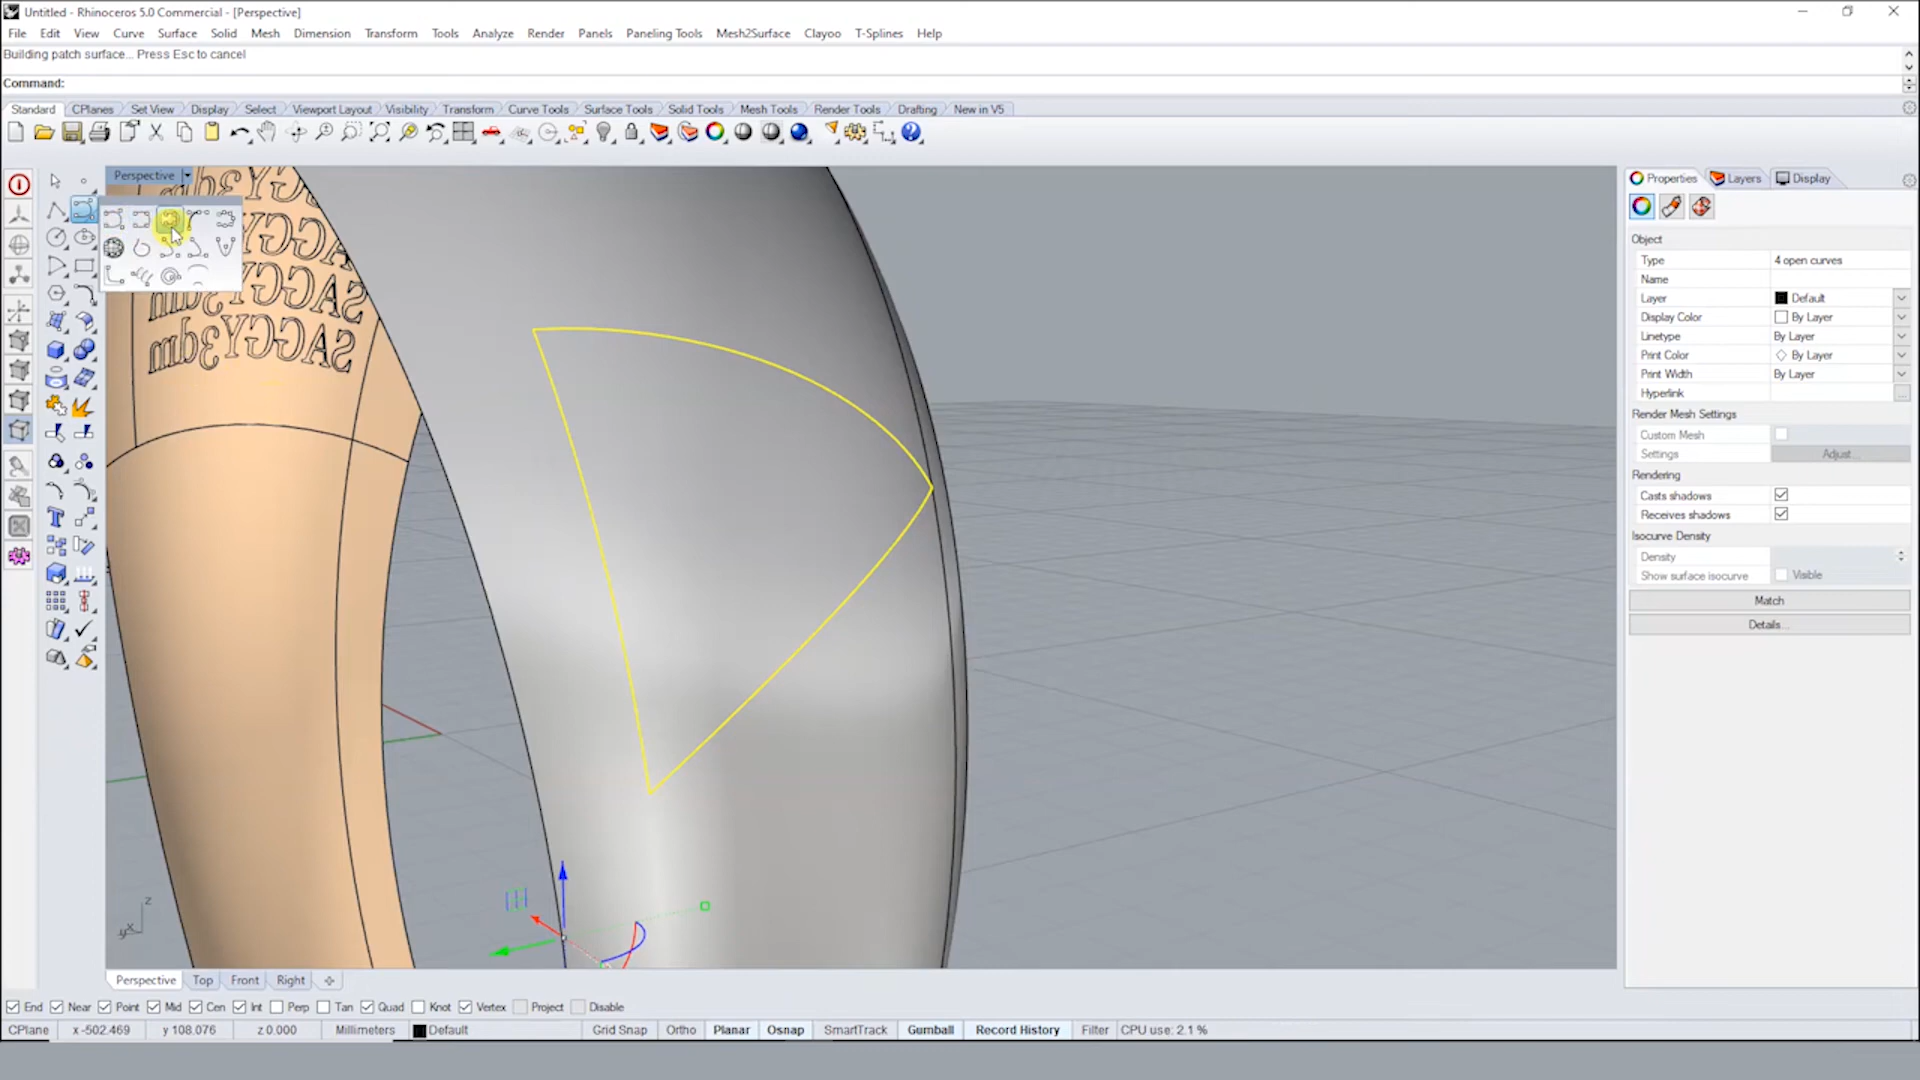 Untitled - Rhinoceros 5.0 Commercial - [Perspective]
File Edit View Curve Surface Solid Mesh Dimension Transform Tools Analyze Render Panels Paneling Tools Mesh2Surface Clayoo T-Splines Help
Building patch surface... Press Esc to cancel
Command:
Standard CPlanes Set View Display Select Viewport Layout Visibility Transform Curve Tools Surface Tools Solid Tools Mesh Tools Render Tools Drafting New in V5
Perspective
Properties Layers Display
Object
Type 4 open curves
Name
Layer Default
Display Color By Layer
Linetype By Layer
Print Color By Layer
Print Width By Layer
Hyperlink ...
Render Mesh Settings
Custom Mesh
Settings Adjust...
Rendering
Casts shadows
Receives shadows
Isocurve Density
Density
Show surface isocurve Visible
Match
Details...
SAGGY3dm
SAGGY3dm
z
y x
Perspective Top Front Right
End Near Point Mid Cen Int Perp Tan Quad Knot Vertex Project Disable
CPlane x -502.469 y 108.076 z 0.000 Millimeters Default Grid Snap Ortho Planar Osnap SmartTrack Gumball Record History Filter CPU use: 2.1 %